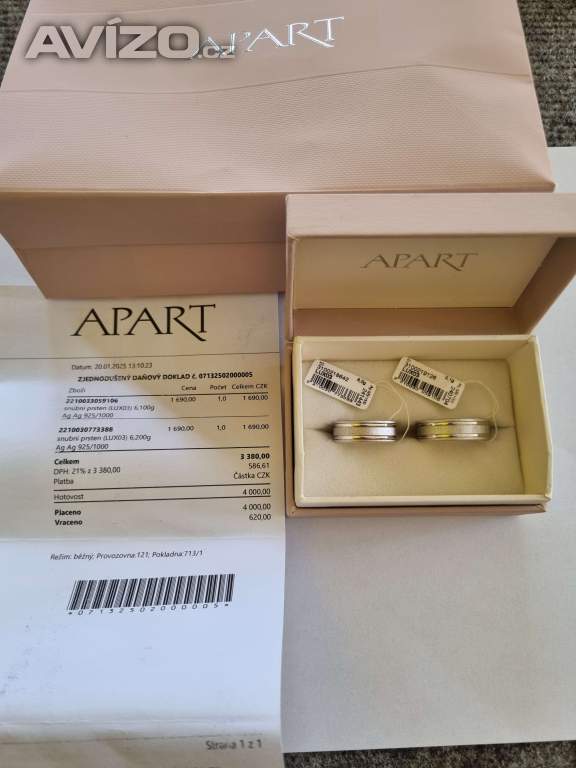 AVÍZO.cz
APART
APART
APART
Datum: 20.01.2025 13:10:23
ZJEDNODUŠENÝ DAŇOVÝ DOKLAD č. 07132502000005
Zboží Cena Počet Celkem CZK
2210033059106 1 690,00 1,0 1 690,00
snubní prsten (LUX03) 6,100g
Ag Ag 925/1000
2210030773388 1 690,00 1,0 1 690,00
snubní prsten (LUX03) 6,200g
Ag Ag 925/1000
Celkem 3 380,00
DPH: 21% z 3 380,00 586,61
Platba Částka CZK
Hotovost 4 000,00
Placeno 4 000,00
Vráceno 620,00
Režim: běžný, Provozovna:121; Pokladna:713/1
*07132502000005*
Strana 1 z 1
LUX03
LUX03